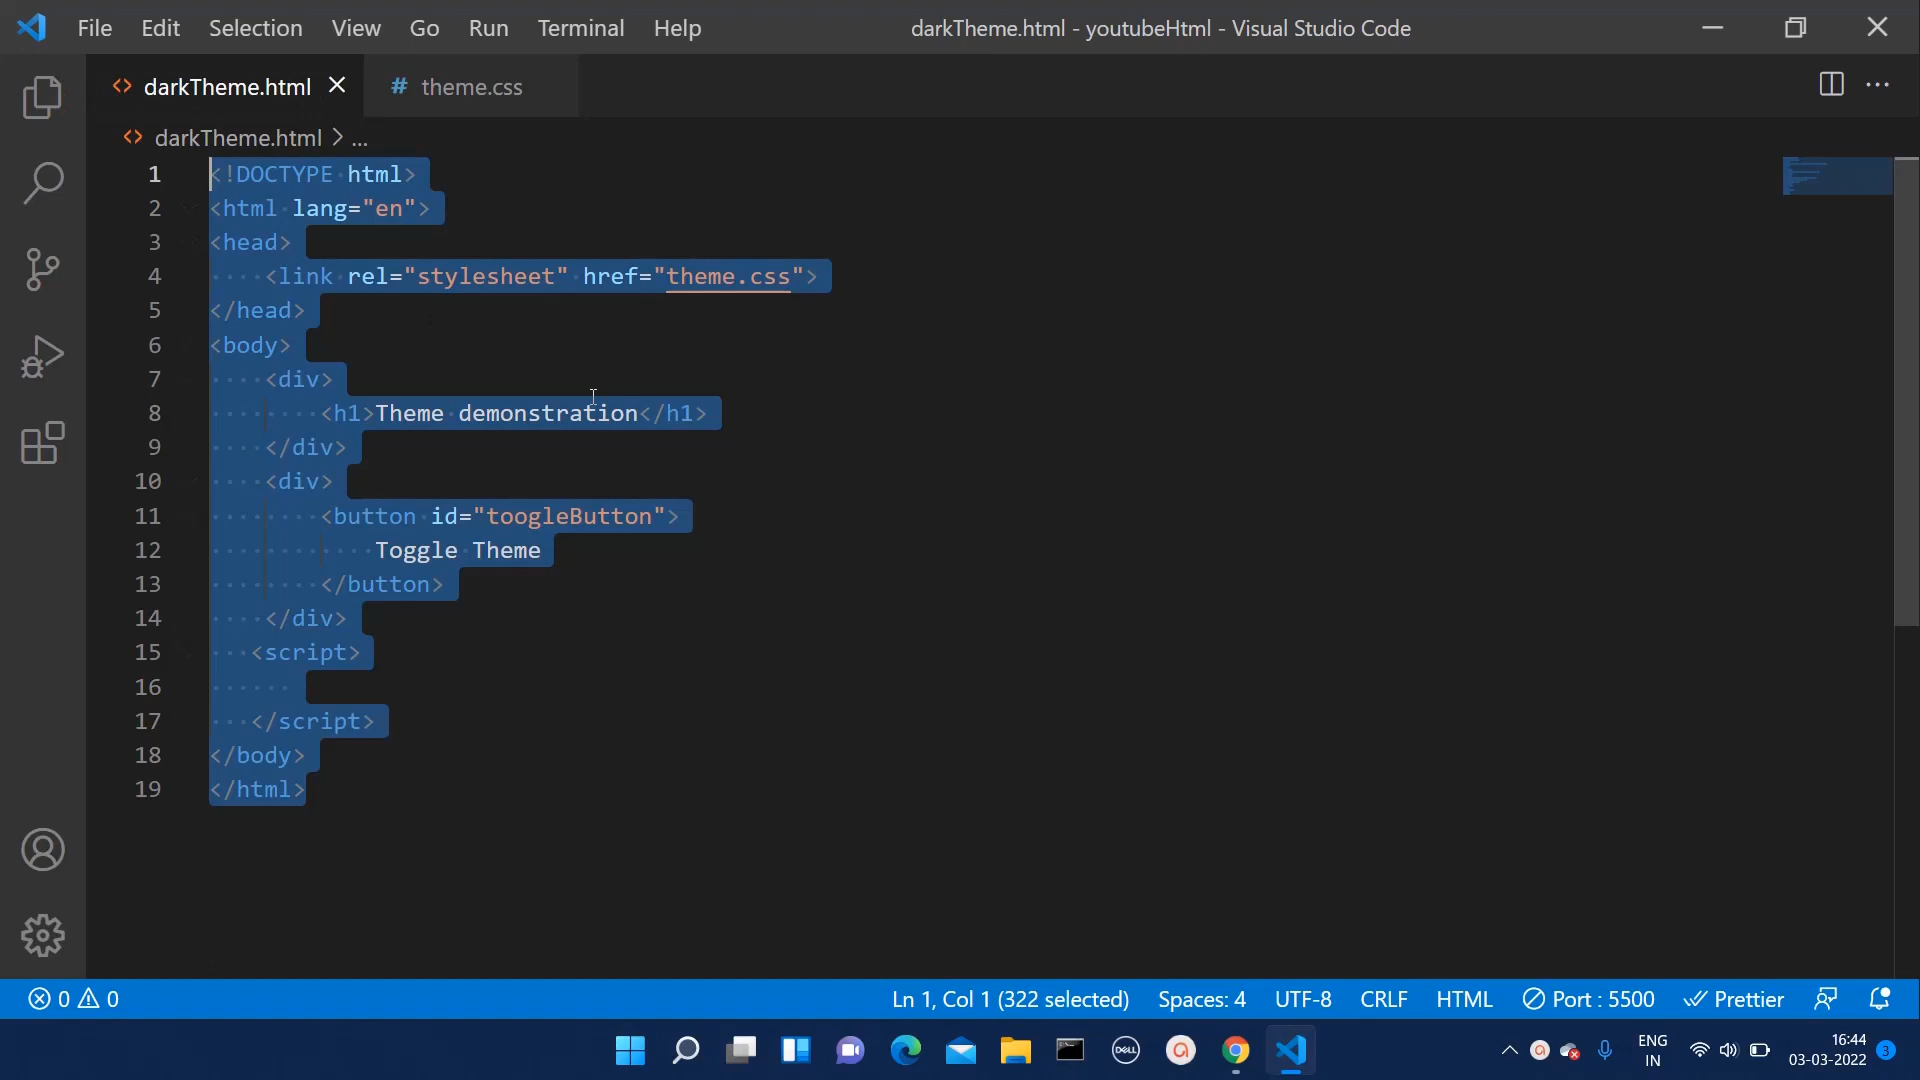 File Edit Selection View Go Run Terminal Help darkTheme.html - youtubeHtml - Visual Studio Code
darkTheme.html theme.css
darkTheme.html > ...
1 <!DOCTYPE html>
2 <html lang="en">
3 <head>
4 <link rel="stylesheet" href="theme.css">
5 </head>
6 <body>
7 <div>
8 <h1>Theme demonstration</h1>
9 </div>
10 <div>
11 <button id="toogleButton">
12 Toggle Theme
13 </button>
14 </div>
15 <script>
16
17 </script>
18 </body>
19 </html>
0 0 Ln 1, Col 1 (322 selected) Spaces: 4 UTF-8 CRLF HTML Port : 5500 Prettier
DELL ENG IN 16:44 03-03-2022 3